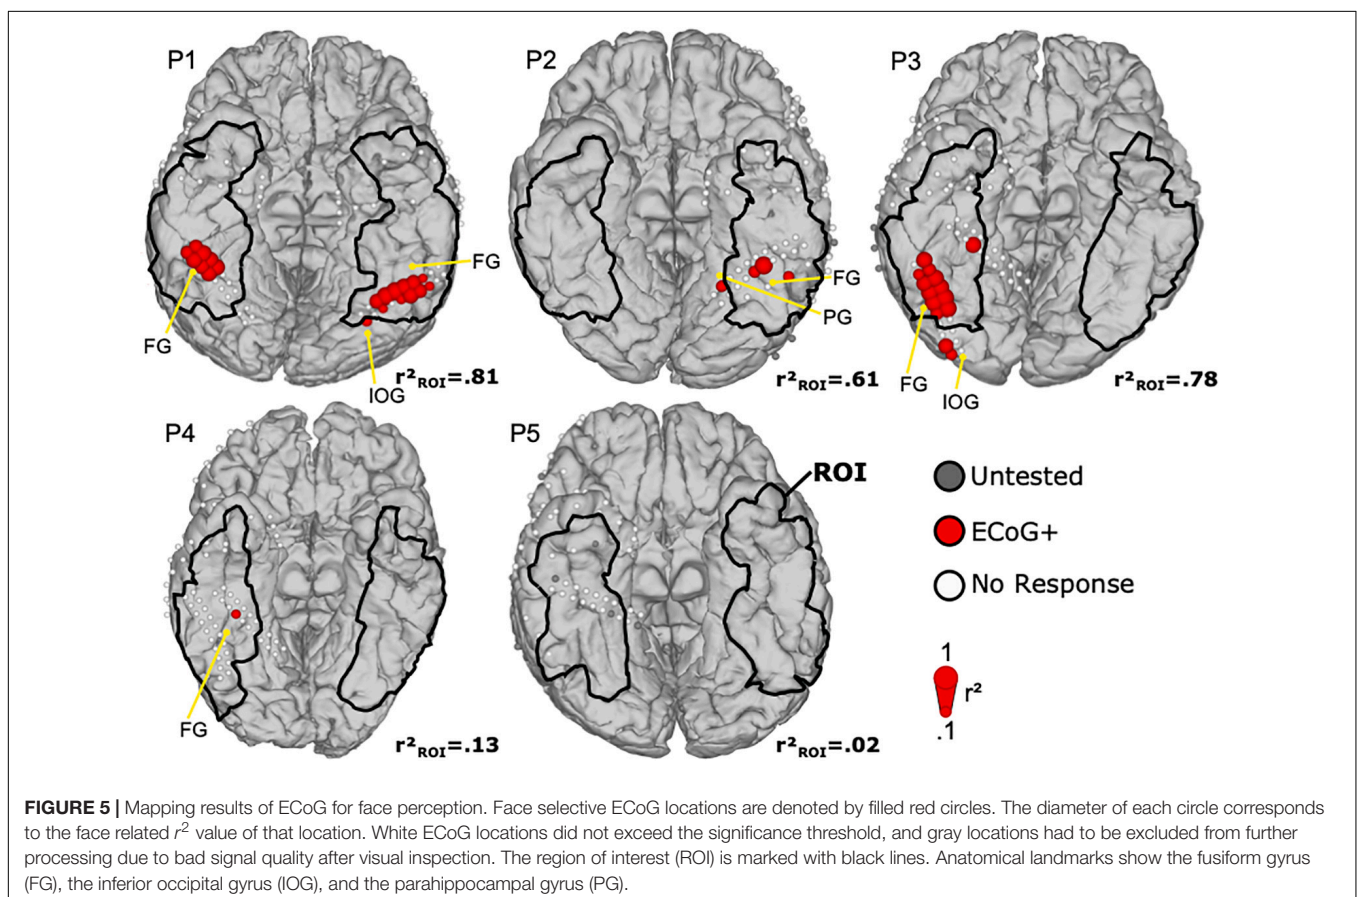 P1
P2
P3
FG
FG
FG
PG
FG
IOG
FG
IOG
r²ROI=.81
r²ROI=.61
r²ROI=.78
P4
P5
ROI
Untested
ECoG+
No Response
1
r²
.1
FG
r²ROI=.13
r²ROI=.02
FIGURE 5 | Mapping results of ECoG for face perception. Face selective ECoG locations are denoted by filled red circles. The diameter of each circle corresponds
to the face related r² value of that location. White ECoG locations did not exceed the significance threshold, and gray locations had to be excluded from further
processing due to bad signal quality after visual inspection. The region of interest (ROI) is marked with black lines. Anatomical landmarks show the fusiform gyrus
(FG), the inferior occipital gyrus (IOG), and the parahippocampal gyrus (PG).